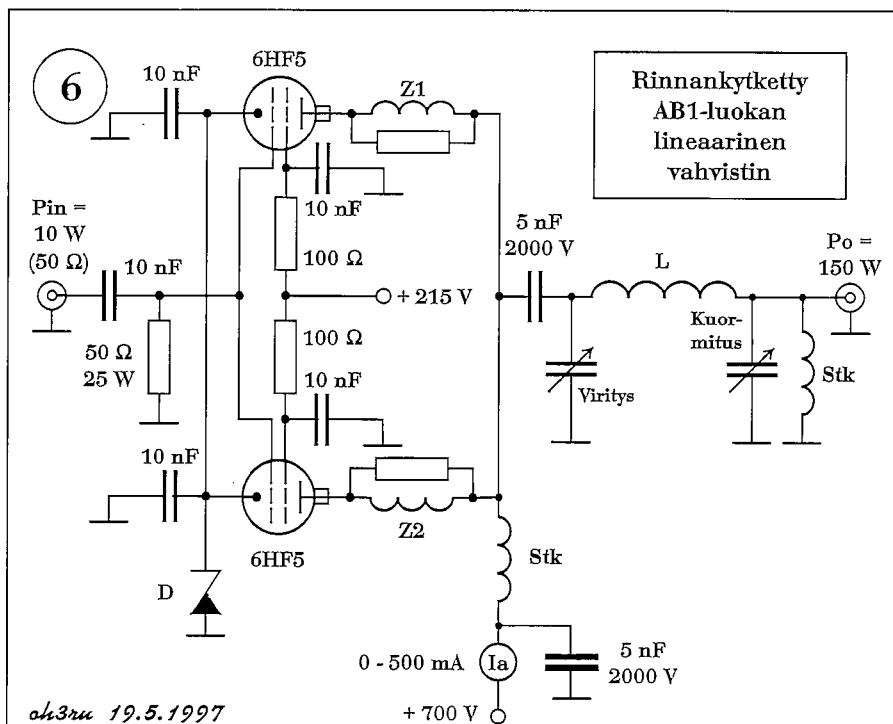 6
10 nF
6HF5
Z1
Rinnankytketty
AB1-luokan
lineaarinen
vahvistin
10 nF
Pin =
10 W
(50 Ω)
10 nF
100 Ω
+ 215 V
5 nF
2000 V
L
Po =
150 W
50 Ω
25 W
100 Ω
10 nF
Viritys
Kuor-
mitus
Stk
10 nF
6HF5
Z2
Stk
D
0 - 500 mA
Ia
5 nF
2000 V
+ 700 V
oh3ru 19.5.1997